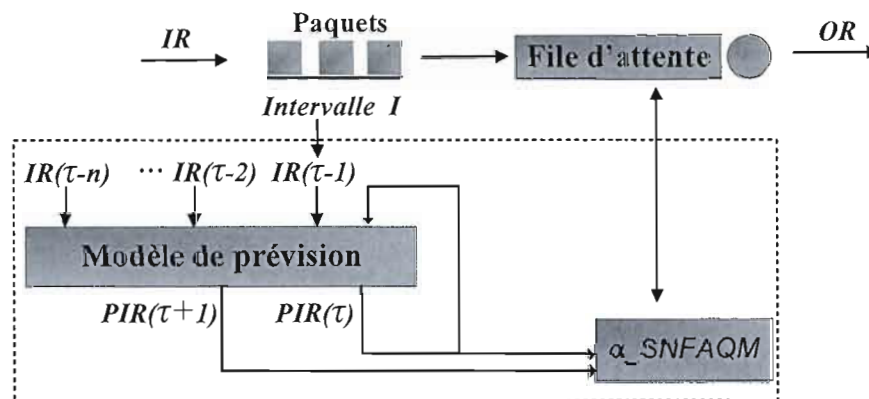 IR
Paquets
File d'attente
OR
Intervalle I
IR(τ-n) ··· IR(τ-2) IR(τ-1)
Modèle de prévision
PIR(τ+1) PIR(τ)
α_SNFAQM